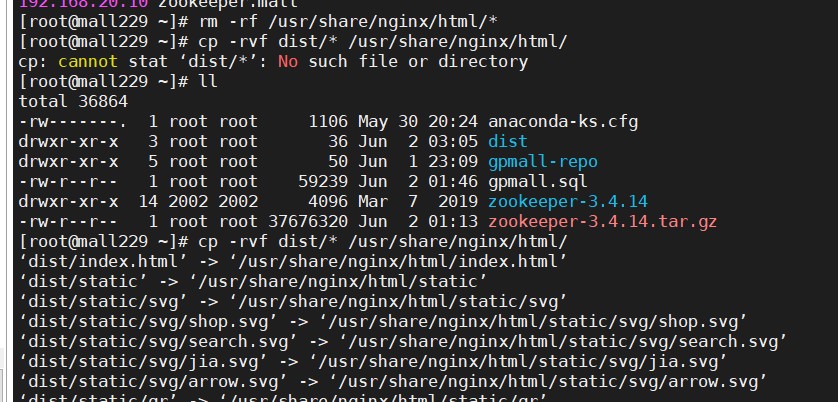 192.168.20.10 zookeeper.mall
[root@mall229 ~]# rm -rf /usr/share/nginx/html/*
[root@mall229 ~]# cp -rvf dist/* /usr/share/nginx/html/
cp: cannot stat ‘dist/*’: No such file or directory
[root@mall229 ~]# ll
total 36864
-rw-------.  1 root root     1106 May 30 20:24 anaconda-ks.cfg
drwxr-xr-x   3 root root       36 Jun  2 03:05 dist
drwxr-xr-x   5 root root       50 Jun  1 23:09 gpmall-repo
-rw-r--r--   1 root root    59239 Jun  2 01:46 gpmall.sql
drwxr-xr-x  14 2002 2002     4096 Mar  7  2019 zookeeper-3.4.14
-rw-r--r--   1 root root 37676320 Jun  2 01:13 zookeeper-3.4.14.tar.gz
[root@mall229 ~]# cp -rvf dist/* /usr/share/nginx/html/
‘dist/index.html’ -> ‘/usr/share/nginx/html/index.html’
‘dist/static’ -> ‘/usr/share/nginx/html/static’
‘dist/static/svg’ -> ‘/usr/share/nginx/html/static/svg’
‘dist/static/svg/shop.svg’ -> ‘/usr/share/nginx/html/static/svg/shop.svg’
‘dist/static/svg/search.svg’ -> ‘/usr/share/nginx/html/static/svg/search.svg’
‘dist/static/svg/jia.svg’ -> ‘/usr/share/nginx/html/static/svg/jia.svg’
‘dist/static/svg/arrow.svg’ -> ‘/usr/share/nginx/html/static/svg/arrow.svg’
‘dist/static/qr’ -> ‘/usr/share/nginx/html/static/qr’